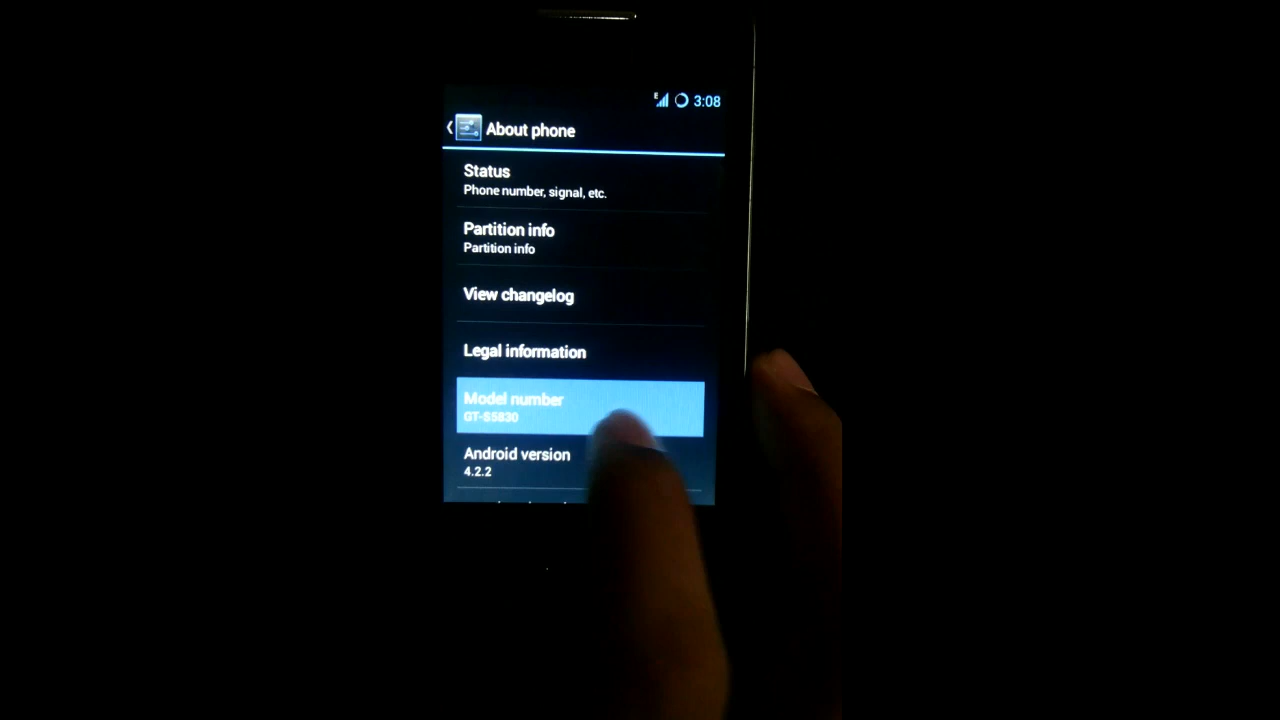 E 3:08
About phone
Status
Phone number, signal, etc.
Partition info
Partition info
View changelog
Legal information
Model number
GT-S5830
Android version
4.2.2